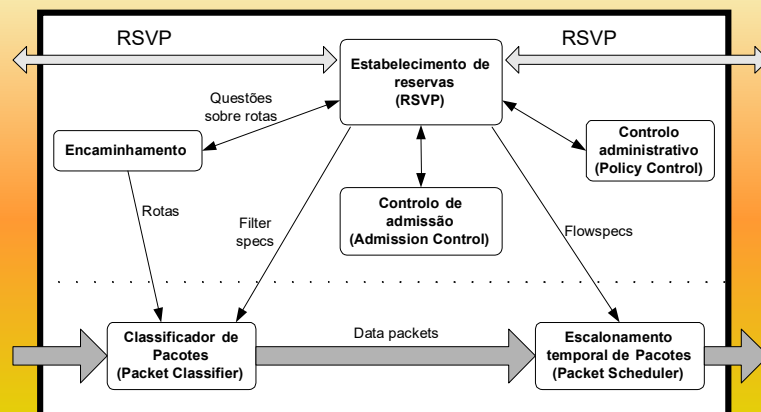 RSVP
RSVP
Estabelecimento de
reservas
(RSVP)
Questões
sobre rotas
Encaminhamento
Controlo
administrativo
(Policy Control)
Controlo de
admissão
(Admission Control)
Rotas
Filter
specs
Flowspecs
Classificador de
Pacotes
(Packet Classifier)
Data packets
Escalonamento
temporal de Pacotes
(Packet Scheduler)